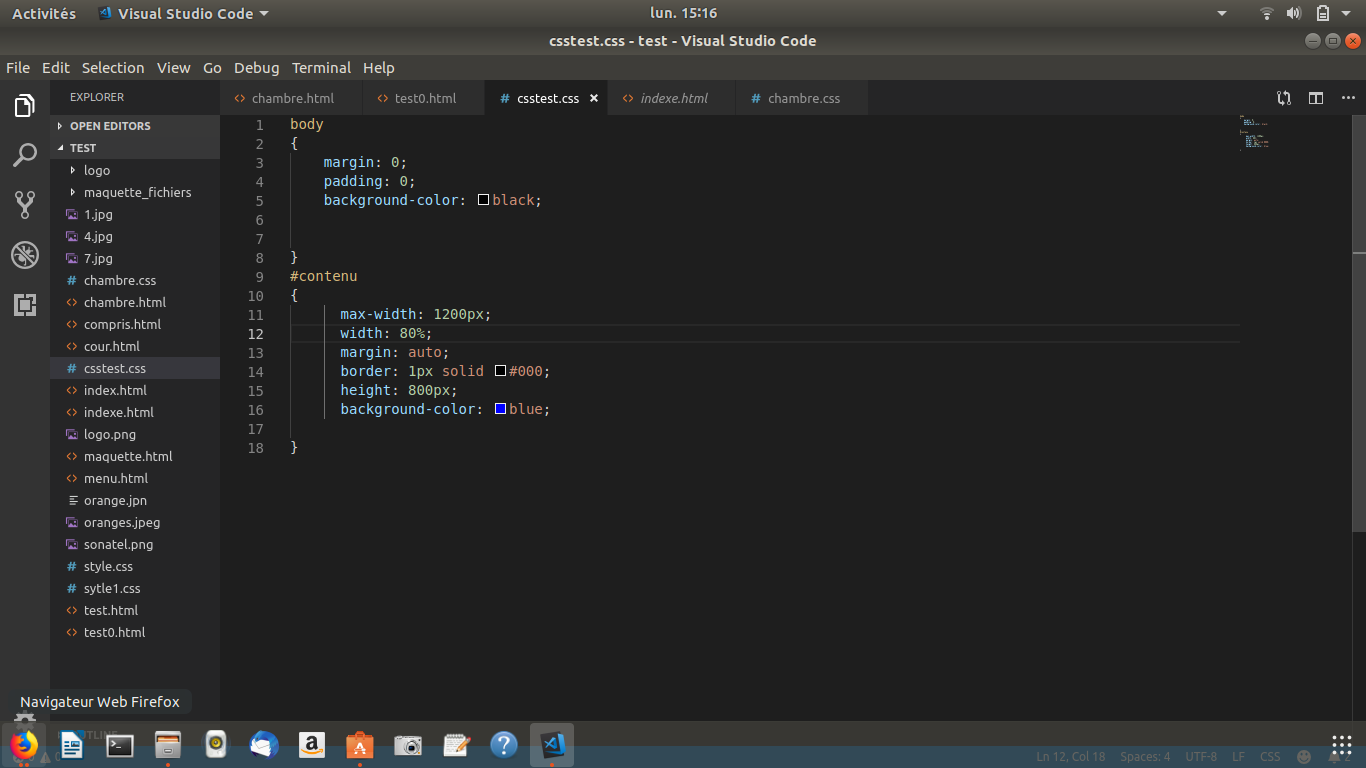 Activités Visual Studio Code lun. 15:16
csstest.css - test - Visual Studio Code
File Edit Selection View Go Debug Terminal Help
EXPLORER
OPEN EDITORS
TEST
logo
maquette_fichiers
1.jpg
4.jpg
7.jpg
chambre.css
chambre.html
compris.html
cour.html
csstest.css
index.html
indexe.html
logo.png
maquette.html
menu.html
orange.jpn
oranges.jpeg
sonatel.png
style.css
sytle1.css
test.html
test0.html
chambre.html test0.html csstest.css indexe.html chambre.css
1 body
2 {
3 margin: 0;
4 padding: 0;
5 background-color: black;
6
7
8 }
9 #contenu
10 {
11 max-width: 1200px;
12 width: 80%;
13 margin: auto;
14 border: 1px solid #000;
15 height: 800px;
16 background-color: blue;
17
18 }
Navigateur Web Firefox
Ln 12, Col 18 Spaces: 4 UTF-8 LF CSS